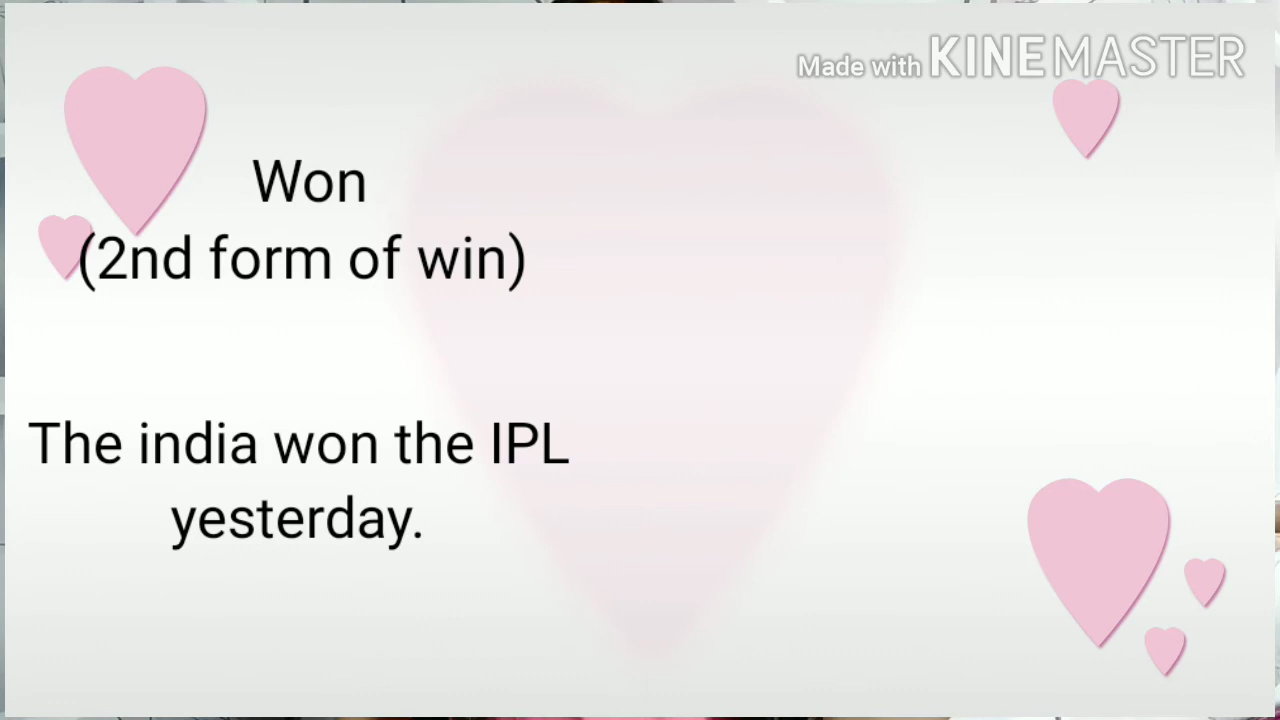 Made with KINEMASTER
Won
(2nd form of win)
The india won the IPL
yesterday.